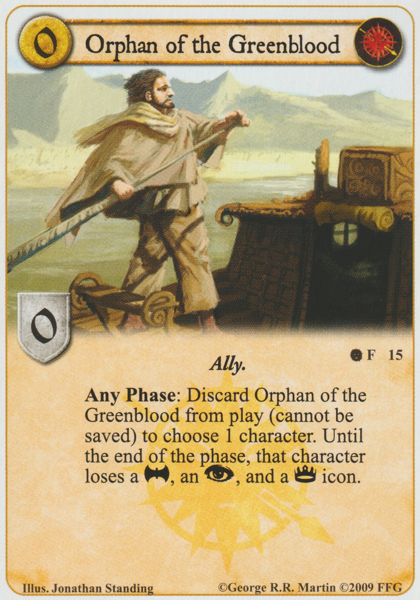 0
Orphan of the Greenblood
0
F 15
Ally.
Any Phase: Discard Orphan of the
Greenblood from play (cannot be
saved) to choose 1 character. Until
the end of the phase, that character
loses a , an , and a icon.
Illus. Jonathan Standing ©George R.R. Martin ©2009 FFG